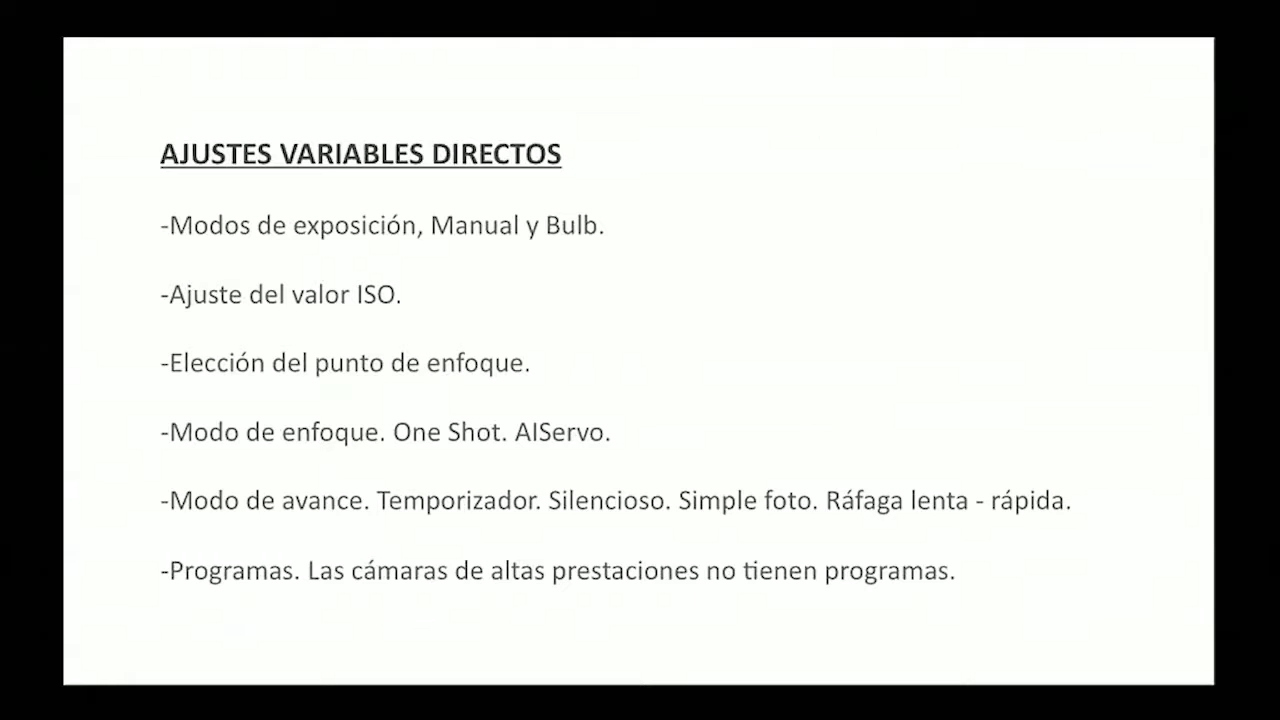 AJUSTES VARIABLES DIRECTOS
-Modos de exposición, Manual y Bulb.
-Ajuste del valor ISO.
-Elección del punto de enfoque.
-Modo de enfoque. One Shot. AIServo.
-Modo de avance. Temporizador. Silencioso. Simple foto. Ráfaga lenta - rápida.
-Programas. Las cámaras de altas prestaciones no tienen programas.